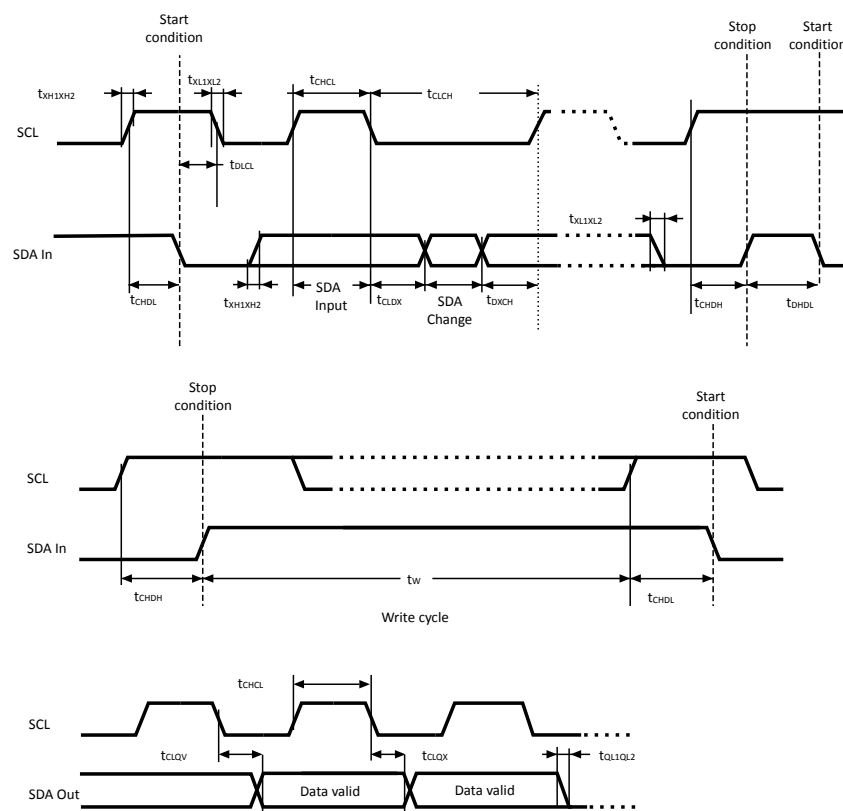 Start
condition
Stop
condition
Start
condition
tXH1XH2
tXL1XL2
tCHCL
tCLCH
SCL
tDLCL
tXL1XL2
SDA In
tCHDL
tXH1XH2
SDA
Input
tCLDX
SDA
Change
tDXCH
tCHDH
tDHDL
Stop
condition
Start
condition
SCL
SDA In
tCHDH
tW
tCHDL
Write cycle
tCHCL
SCL
tCLQV
tCLQX
tQL1QL2
SDA Out
Data valid
Data valid